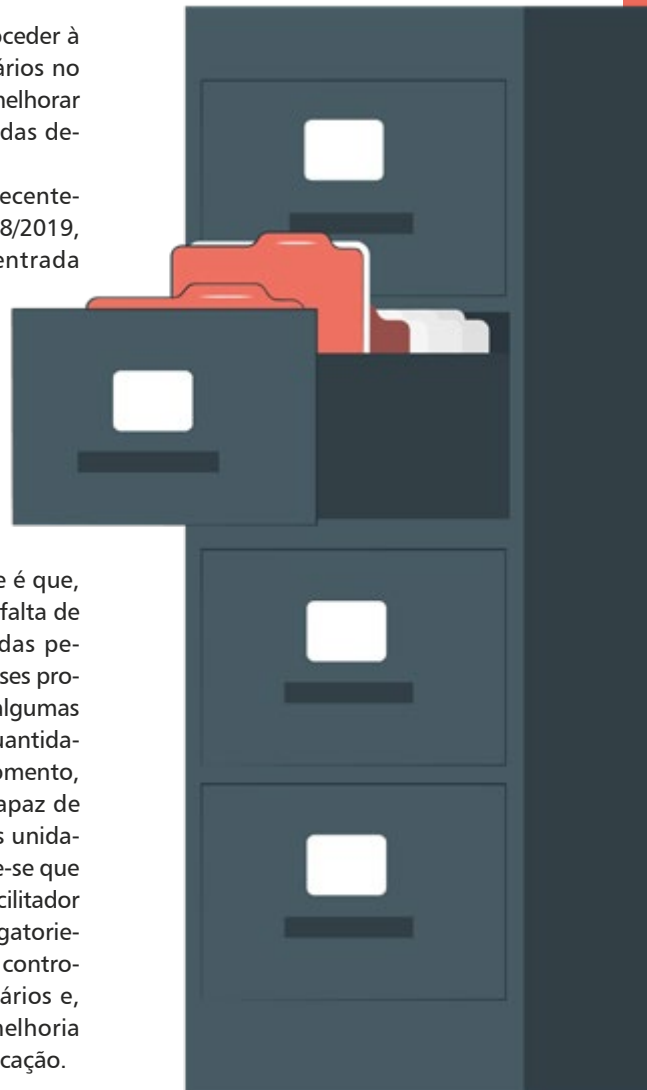 oceder à
ários no
nelhorar
das de-
ecente-
8/2019,
entrada
e é que,
falta de
das pe-
ses pro-
algumas
uantida-
omento,
apaz de
s unida-
e-se que
cilitador
gatorie-
contro-
ários e,
nelhoria
cação.